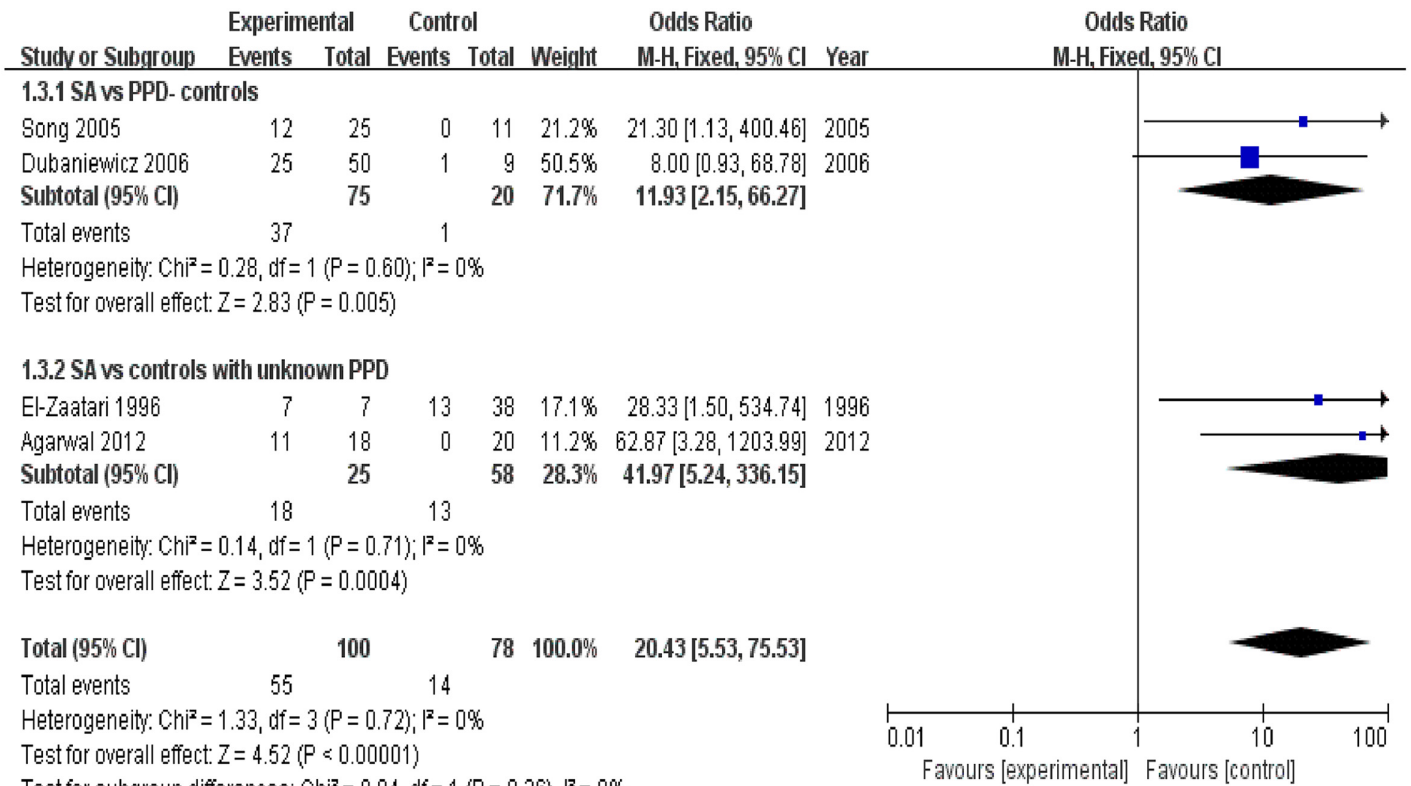 Experimental Control Odds Ratio Odds Ratio
Study or Subgroup Events Total Events Total Weight M-H, Fixed, 95% CI Year M-H, Fixed, 95% CI
1.3.1 SA vs PPD- controls
Song 2005 12 25 0 11 21.2% 21.30 [1.13, 400.46] 2005
Dubaniewicz 2006 25 50 1 9 50.5% 8.00 [0.93, 68.78] 2006
Subtotal (95% CI) 75 20 71.7% 11.93 [2.15, 66.27]
Total events 37 1
Heterogeneity: Chi² = 0.28, df = 1 (P = 0.60); I² = 0%
Test for overall effect: Z = 2.83 (P = 0.005)
1.3.2 SA vs controls with unknown PPD
El-Zaatari 1996 7 7 13 38 17.1% 28.33 [1.50, 534.74] 1996
Agarwal 2012 11 18 0 20 11.2% 62.87 [3.28, 1203.99] 2012
Subtotal (95% CI) 25 58 28.3% 41.97 [5.24, 336.15]
Total events 18 13
Heterogeneity: Chi² = 0.14, df = 1 (P = 0.71); I² = 0%
Test for overall effect: Z = 3.52 (P = 0.0004)
Total (95% CI) 100 78 100.0% 20.43 [5.53, 75.53]
Total events 55 14
Heterogeneity: Chi² = 1.33, df = 3 (P = 0.72); I² = 0%
Test for overall effect: Z = 4.52 (P < 0.00001)
0.01 0.1 1 10 100
Favours [experimental] Favours [control]